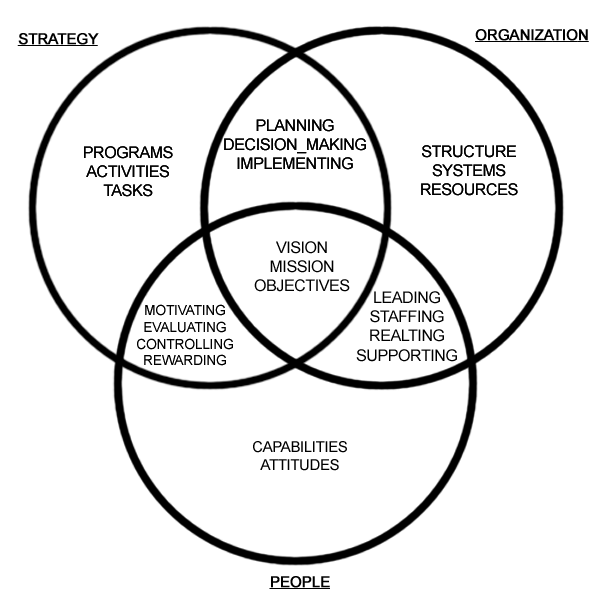 STRATEGY
ORGANIZATION
PLANNING
DECISION_MAKING
IMPLEMENTING
PROGRAMS
ACTIVITIES
TASKS
STRUCTURE
SYSTEMS
RESOURCES
VISION
MISSION
OBJECTIVES
MOTIVATING
EVALUATING
CONTROLLING
REWARDING
LEADING
STAFFING
REALTING
SUPPORTING
CAPABILITIES
ATTITUDES
PEOPLE